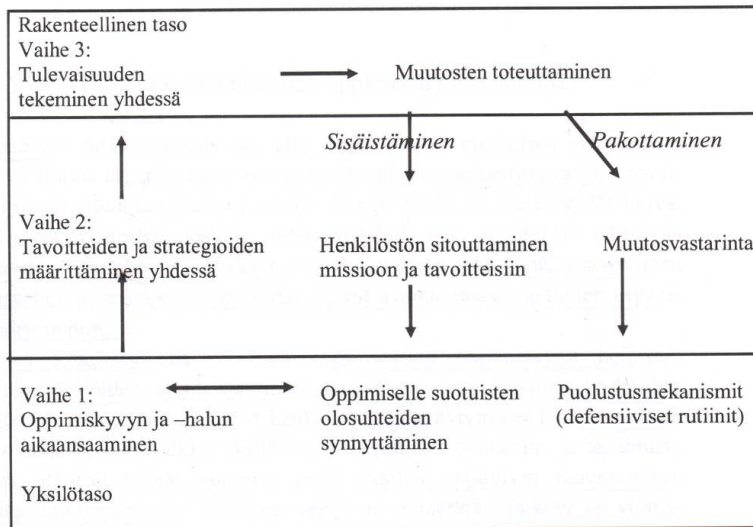 Rakenteellinen taso
Vaihe 3:
Tulevaisuuden
tekeminen yhdessä
Muutosten toteuttaminen
Sisäistäminen
Pakottaminen
Vaihe 2:
Tavoitteiden ja strategioiden
määrittäminen yhdessä
Henkilöstön sitouttaminen
missioon ja tavoitteisiin
Muutosvastarinta
Vaihe 1:
Oppimiskyvyn ja –halun
aikaansaaminen
Oppimiselle suotuisten
olosuhteiden
synnyttäminen
Puolustusmekanismit
(defensiiviset rutiinit)
Yksilötaso